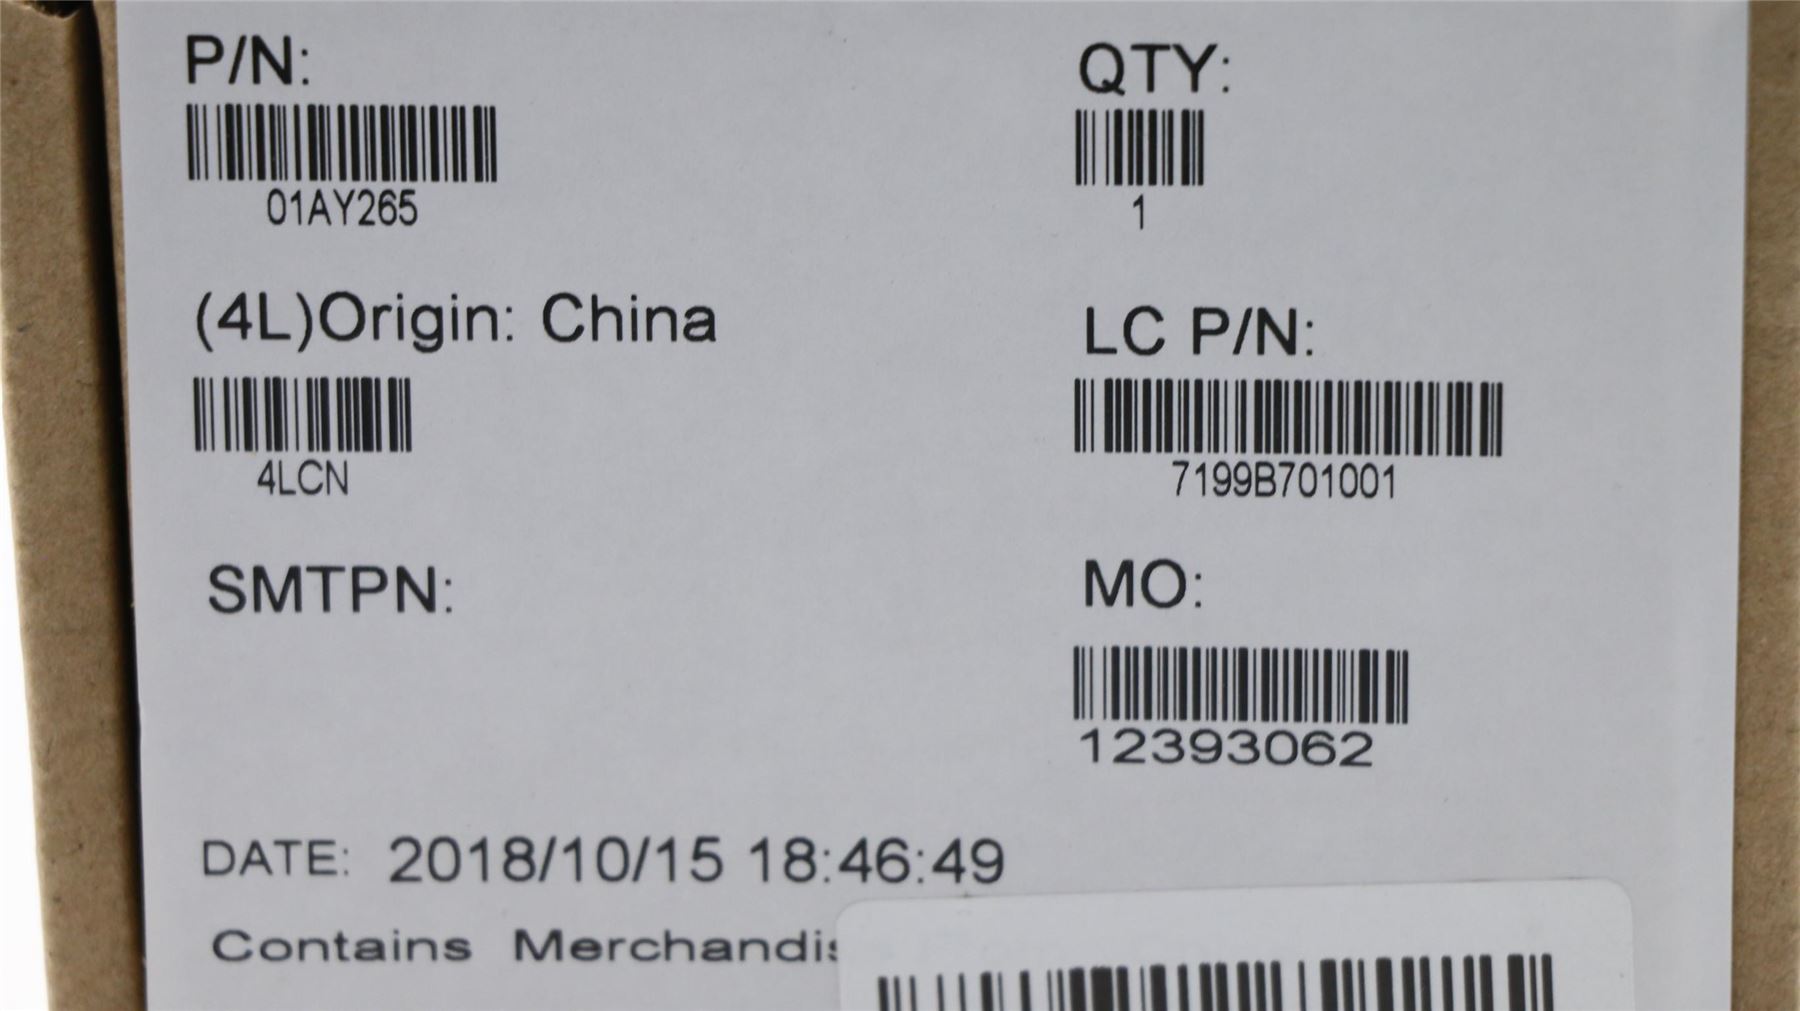 P/N:
01AY265
QTY:
1
(4L)Origin: China
4LCN
LC P/N:
7199B701001
SMTPN:
MO:
12393062
DATE: 2018/10/15 18:46:49
Contains